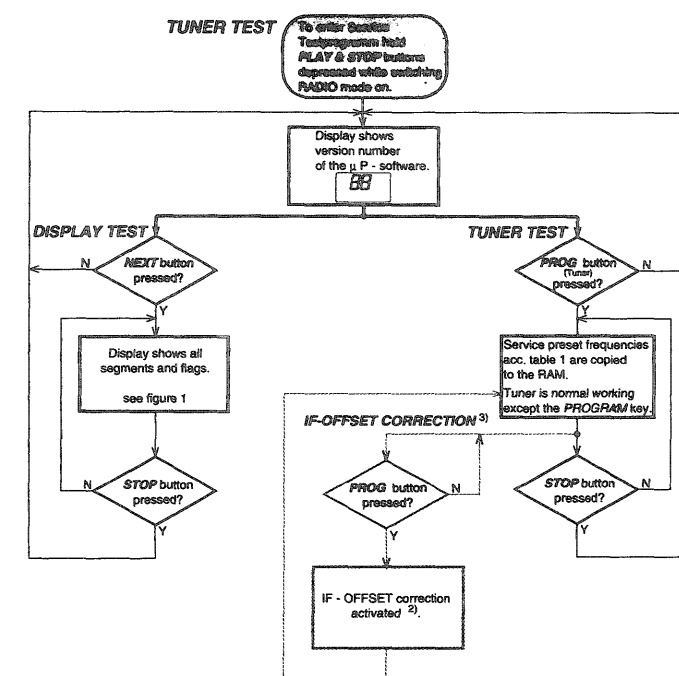 TUNER TEST
To enter Service
Testprogramm hold
PLAY & STOP buttons
depressed while switching
RADIO mode on.
Display shows
version number
of the µ P - software.
88
DISPLAY TEST
NEXT button
pressed?
N
Y
Display shows all
segments and flags.
see figure 1
STOP button
pressed?
N
Y
TUNER TEST
PROG button
(Tuner)
pressed?
N
Y
Service preset frequencies
acc. table 1 are copied
to the RAM.
Tuner is normal working
except the PROGRAM key.
IF-OFFSET CORRECTION 3)
PROG button
pressed?
N
Y
STOP button
pressed?
N
Y
IF - OFFSET correction
activated 2).